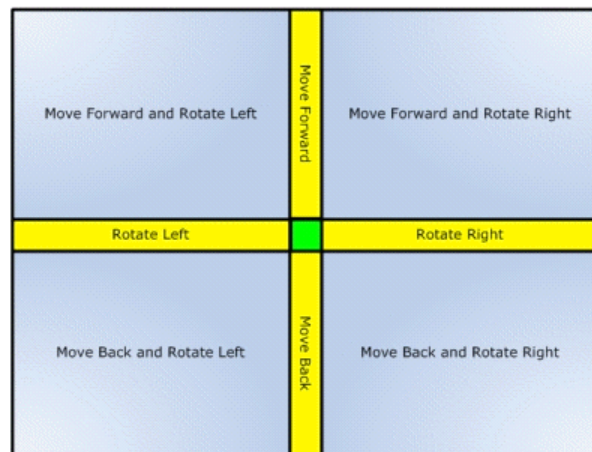 Move Forward and Rotate Left
Move Forward
Move Forward and Rotate Right
Rotate Left
Rotate Right
Move Back and Rotate Left
Move Back
Move Back and Rotate Right